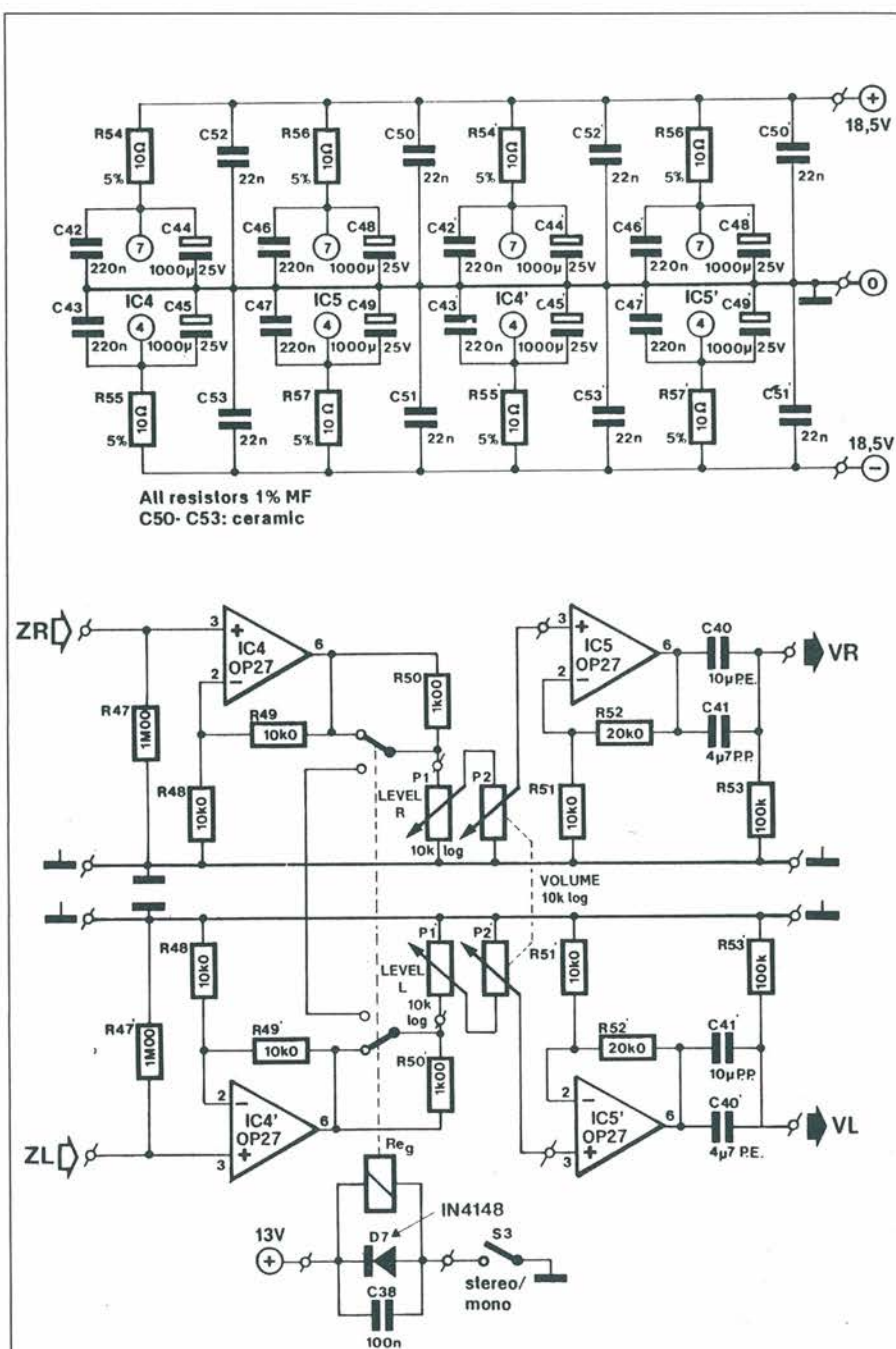 R54 10Ω 5%
C52 22n
R56 10Ω 5%
C50 22n
R54' 10Ω 5%
C52' 22n
R56' 10Ω 5%
C50' 22n
+
18,5V
C42 220n
7
C44 1000µ 25V
C46 220n
7
C48 1000µ 25V
C42' 220n
7
C44' 1000µ 25V
C46' 220n
7
C48' 1000µ 25V
0
C43 220n
IC4
4
C45 1000µ 25V
C47 220n
IC5
4
C49 1000µ 25V
C43' 220n
IC4'
4
C45' 1000µ 25V
C47' 220n
IC5'
4
C49' 1000µ 25V
R55 10Ω 5%
C53 22n
R57 10Ω 5%
C51 22n
R55' 10Ω 5%
C53' 22n
R57' 10Ω 5%
C51' 22n
18,5V
−
All resistors 1% MF
C50- C53: ceramic
ZR
3
+
IC4
OP27
6
2
−
R47 1M00
R49 10k0
R48 10k0
R50 1k00
P1
LEVEL
R
10k log
P2
3
+
IC5
OP27
6
2
−
R52 20k0
R51 10k0
C40
10µ P.E.
C41
4µ7 P.P.
R53 100k
VR
VOLUME
10k log
R48' 10k0
R47' 1M00
R49' 10k0
P1'
LEVEL
L
10k
log
P2'
R50' 1k00
R51' 10k0
R52' 20k0
R53' 100k
C41'
10µ P.P.
C40'
4µ7 P.E.
ZL
2
−
IC4'
OP27
+
3
6
2
−
IC5'
OP27
+
3
6
VL
Reg
IN4148
13V
+
D7
C38
100n
S3
stereo/
mono